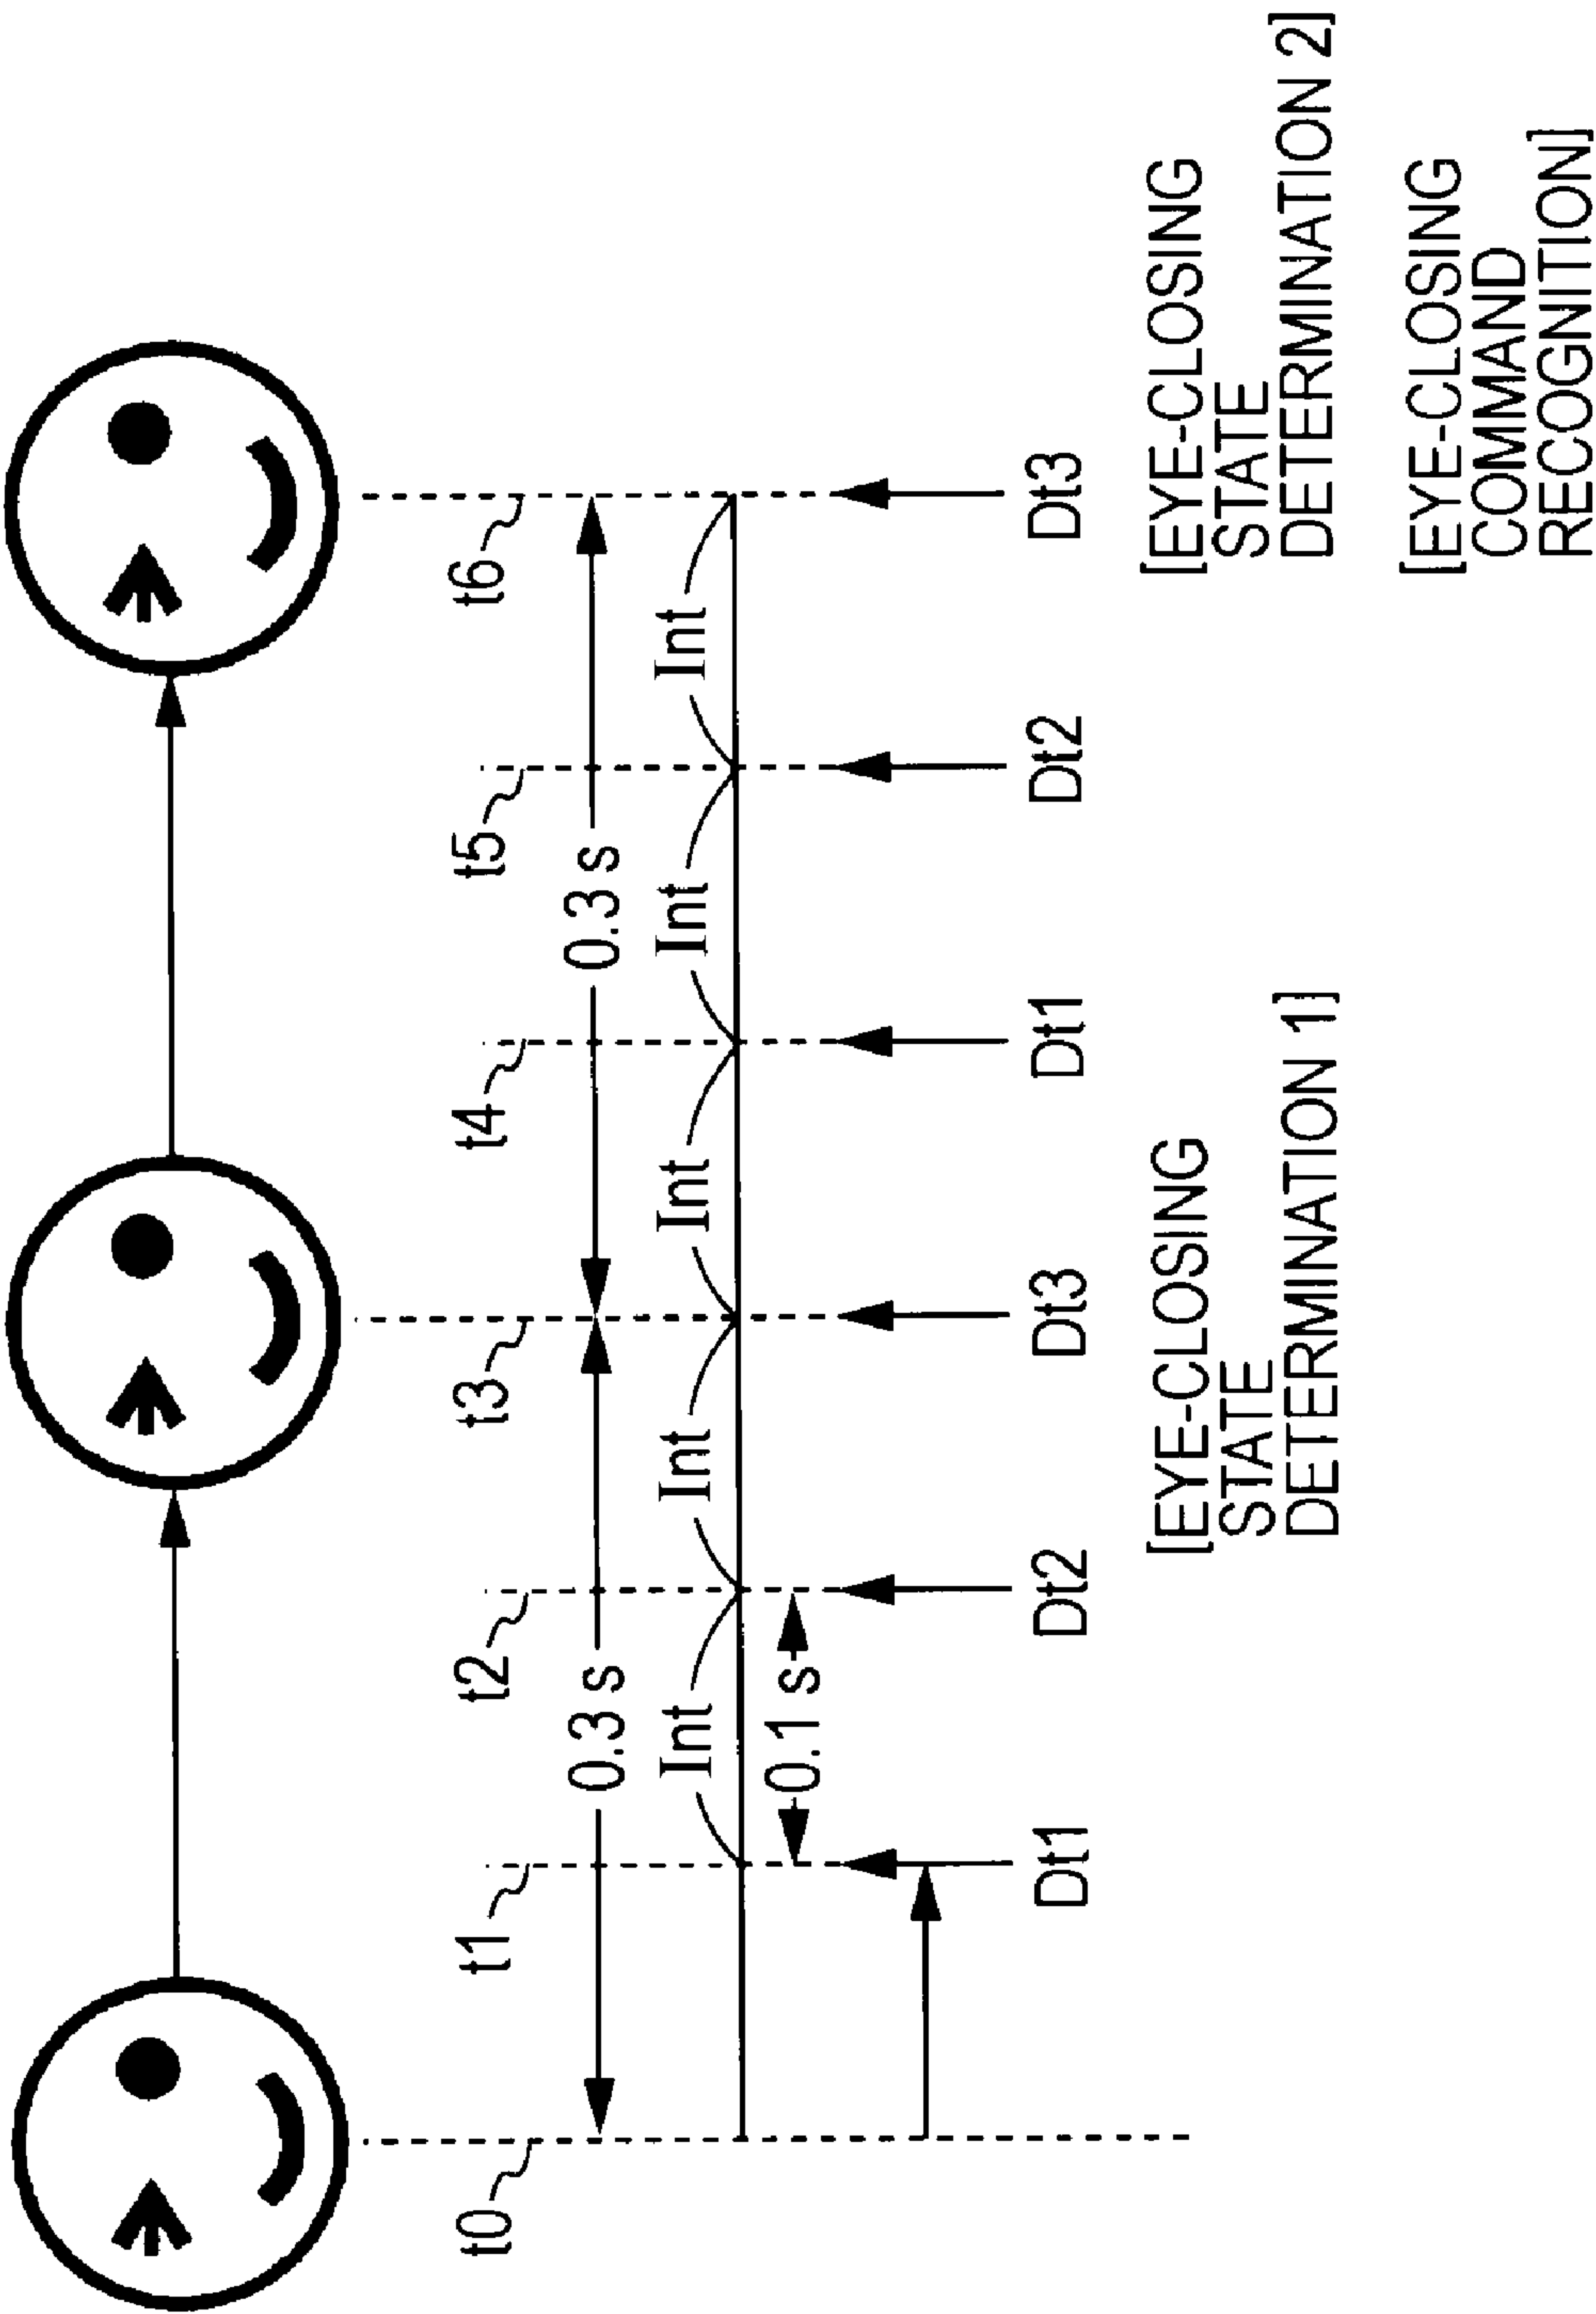 t0
t1
t2
t3
t4
t5
t6
0.3 s
0.3 s
Int
Int
Int
Int
Int
0.1 s
Dt1
Dt2
Dt3
Dt1
Dt2
Dt3
[EYE-CLOSING
STATE
DETERMINATION 1]
[EYE-CLOSING
STATE
DETERMINATION 2]
[EYE-CLOSING
COMMAND
RECOGNITION]